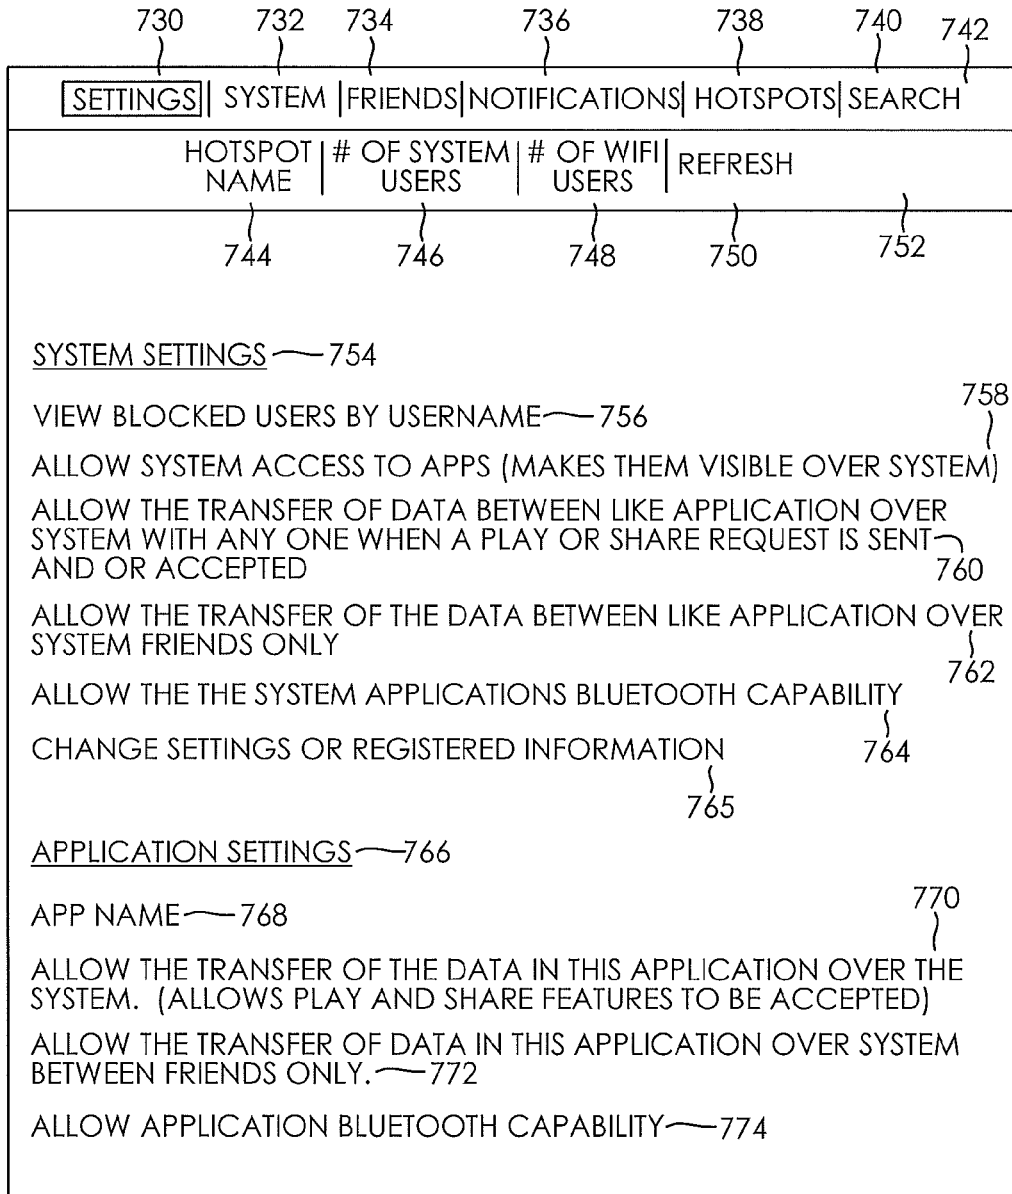 730 732 734 736 738 740 742
SETTINGS | SYSTEM | FRIENDS | NOTIFICATIONS | HOTSPOTS | SEARCH
HOTSPOT | # OF SYSTEM | # OF WIFI | REFRESH
NAME USERS USERS
744 746 748 750 752
SYSTEM SETTINGS 754
758
VIEW BLOCKED USERS BY USERNAME 756
ALLOW SYSTEM ACCESS TO APPS (MAKES THEM VISIBLE OVER SYSTEM)
ALLOW THE TRANSFER OF DATA BETWEEN LIKE APPLICATION OVER
SYSTEM WITH ANY ONE WHEN A PLAY OR SHARE REQUEST IS SENT
AND OR ACCEPTED 760
ALLOW THE TRANSFER OF THE DATA BETWEEN LIKE APPLICATION OVER
SYSTEM FRIENDS ONLY
762
ALLOW THE THE SYSTEM APPLICATIONS BLUETOOTH CAPABILITY
CHANGE SETTINGS OR REGISTERED INFORMATION 764
765
APPLICATION SETTINGS 766
770
APP NAME 768
ALLOW THE TRANSFER OF THE DATA IN THIS APPLICATION OVER THE
SYSTEM. (ALLOWS PLAY AND SHARE FEATURES TO BE ACCEPTED)
ALLOW THE TRANSFER OF DATA IN THIS APPLICATION OVER SYSTEM
BETWEEN FRIENDS ONLY. 772
ALLOW APPLICATION BLUETOOTH CAPABILITY 774